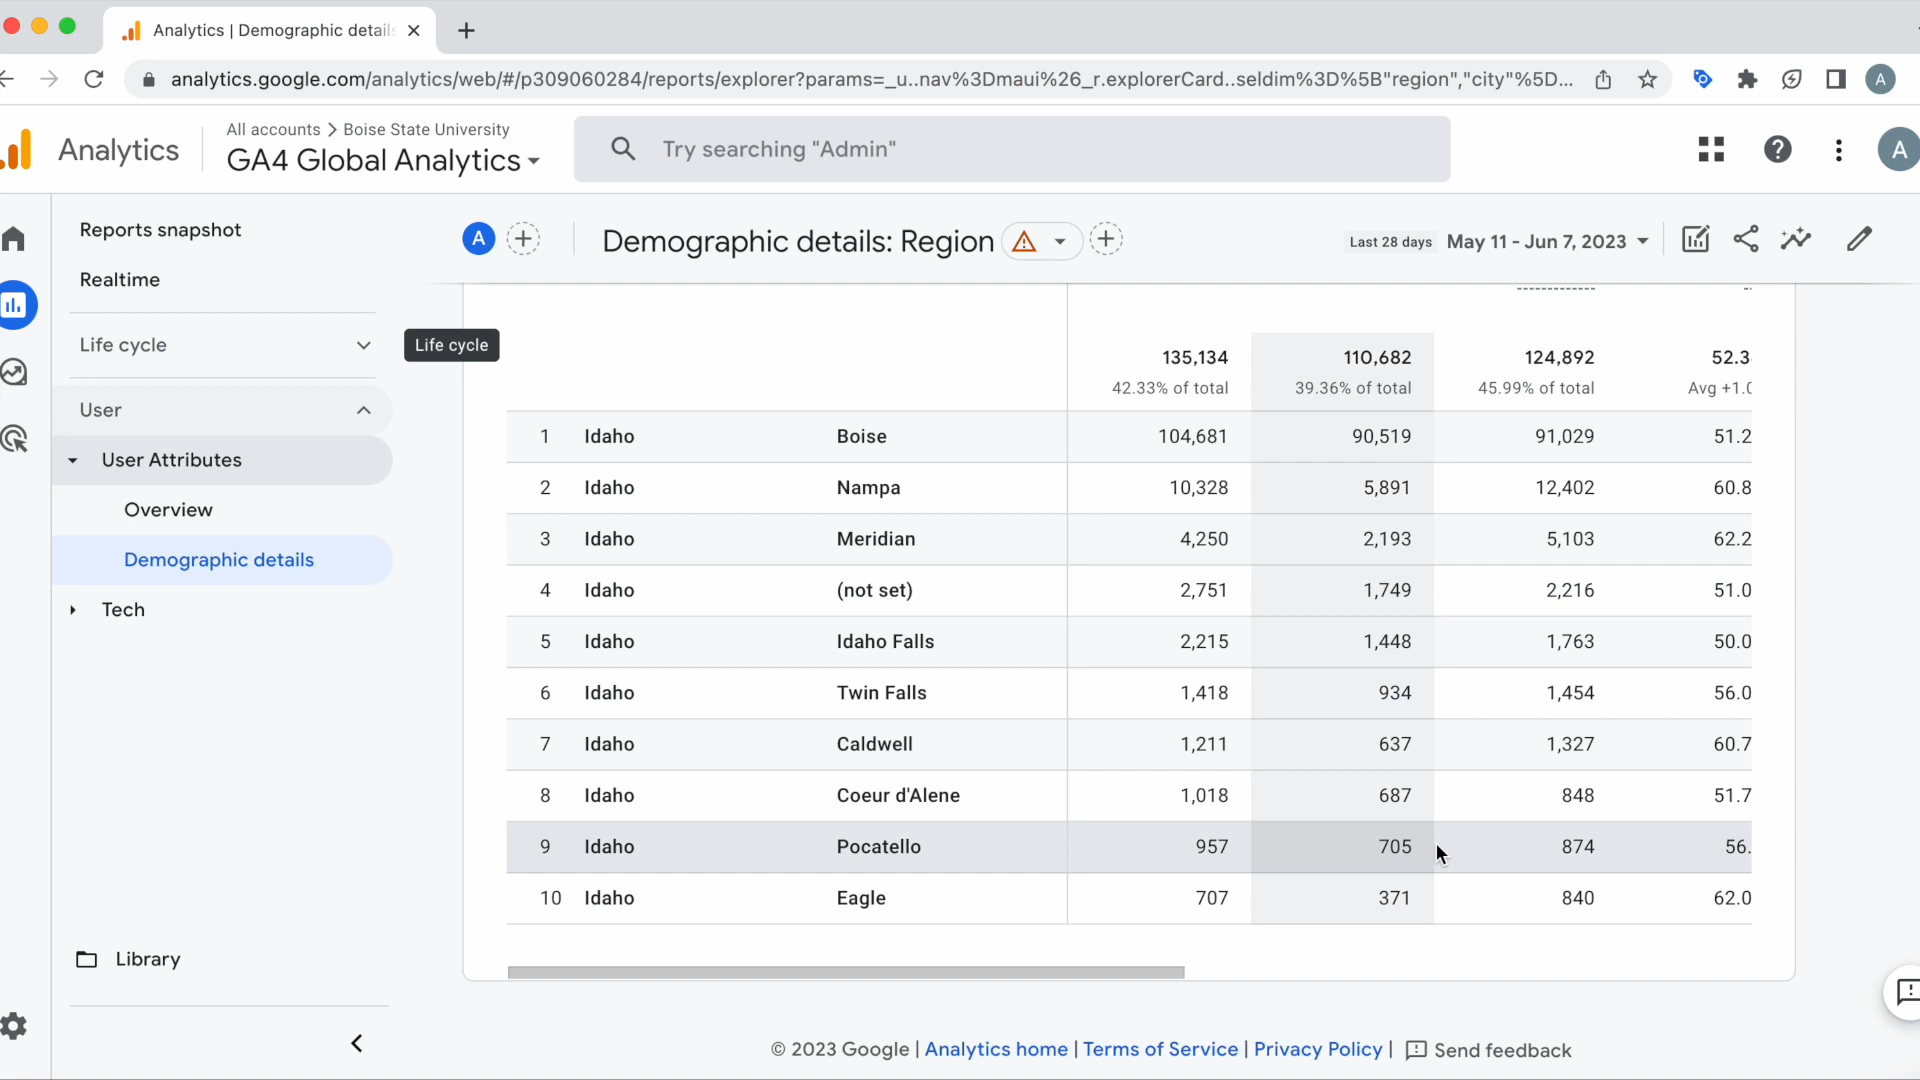 Analytics | Demographic details
analytics.google.com/analytics/web/#/p309060284/reports/explorer?params=_u..nav%3Dmaui%26_r.explorerCard..seldim%3D%5B"region","city"%5D...
A
Analytics
All accounts > Boise State University
GA4 Global Analytics
Try searching "Admin"
A
Reports snapshot
Realtime
Life cycle
Life cycle
User
User Attributes
Overview
Demographic details
Tech
Library
A
Demographic details: Region
Last 28 days May 11 - Jun 7, 2023
135,134 110,682 124,892 52.3
42.33% of total 39.36% of total 45.99% of total Avg +1.0
1 Idaho Boise 104,681 90,519 91,029 51.2
2 Idaho Nampa 10,328 5,891 12,402 60.8
3 Idaho Meridian 4,250 2,193 5,103 62.2
4 Idaho (not set) 2,751 1,749 2,216 51.0
5 Idaho Idaho Falls 2,215 1,448 1,763 50.0
6 Idaho Twin Falls 1,418 934 1,454 56.0
7 Idaho Caldwell 1,211 637 1,327 60.7
8 Idaho Coeur d'Alene 1,018 687 848 51.7
9 Idaho Pocatello 957 705 874 56.
10 Idaho Eagle 707 371 840 62.0
© 2023 Google | Analytics home | Terms of Service | Privacy Policy | Send feedback